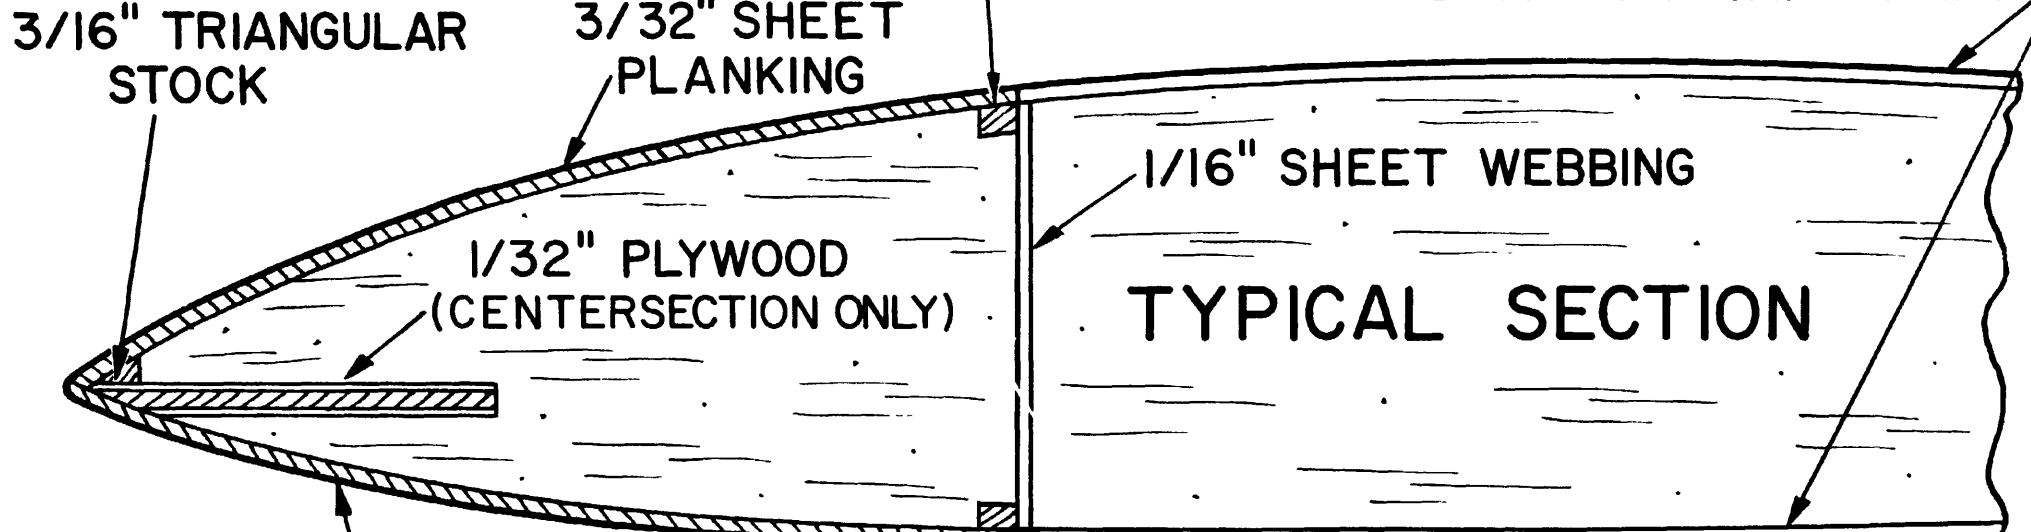 3/16" TRIANGULAR
STOCK
3/32" SHEET
PLANKING
1/16" SHEET WEBBING
1/32" PLYWOOD
(CENTERSECTION ONLY)
TYPICAL SECTION